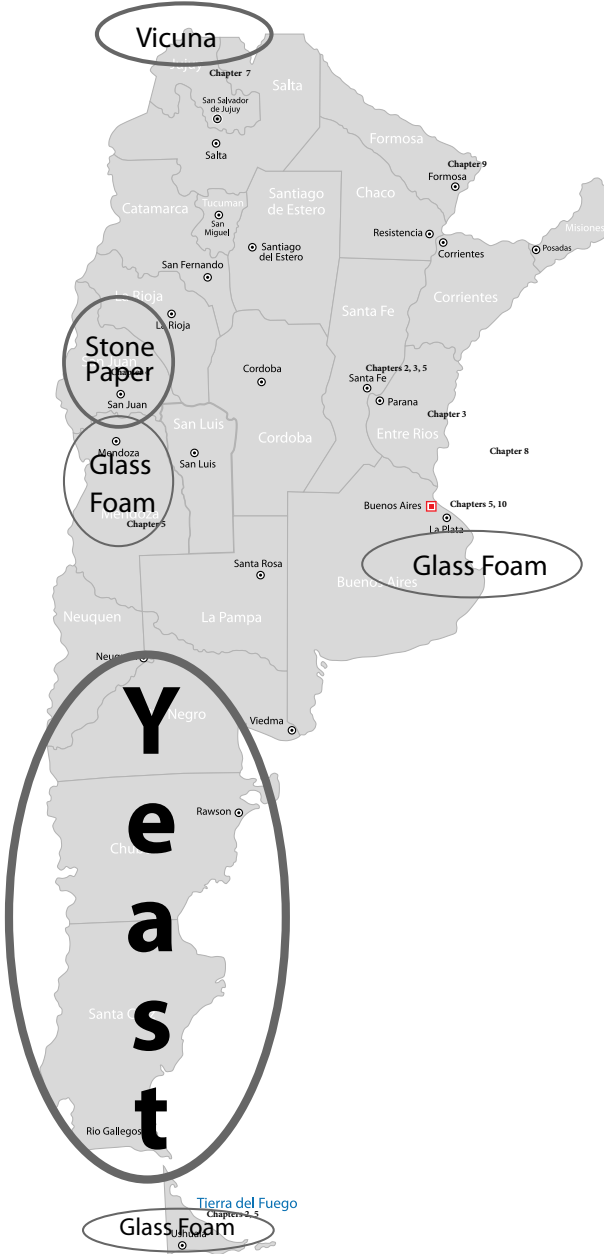 Vicuna
Jujuy
Chapter 7
Salta
San Salvador
de Jujuy
Salta
Formosa
Chapter 9
Formosa
Catamarca
Tucuman
San
Miguel
Santiago
de Estero
Chaco
Misiones
Santiago
del Estero
Resistencia
Corrientes
Posadas
San Fernando
La Rioja
La Rioja
Santa Fe
Corrientes
Stone
Paper
San Juan
San Juan
Cordoba
Cordoba
Chapters 2, 3, 5
Santa Fe
Parana
Chapter 3
Entre Rios
Chapter 8
San Luis
San Luis
Mendoza
Glass
Foam
Mendoza
Chapter 5
Buenos Aires
Chapters 5, 10
La Plata
Glass Foam
Buenos Aires
Santa Rosa
La Pampa
Neuquen
Negro
Viedma
Yeast
Rawson
Rio Gallegos
Tierra del Fuego
Chapters 2, 5
Glass Foam
Ushuaia